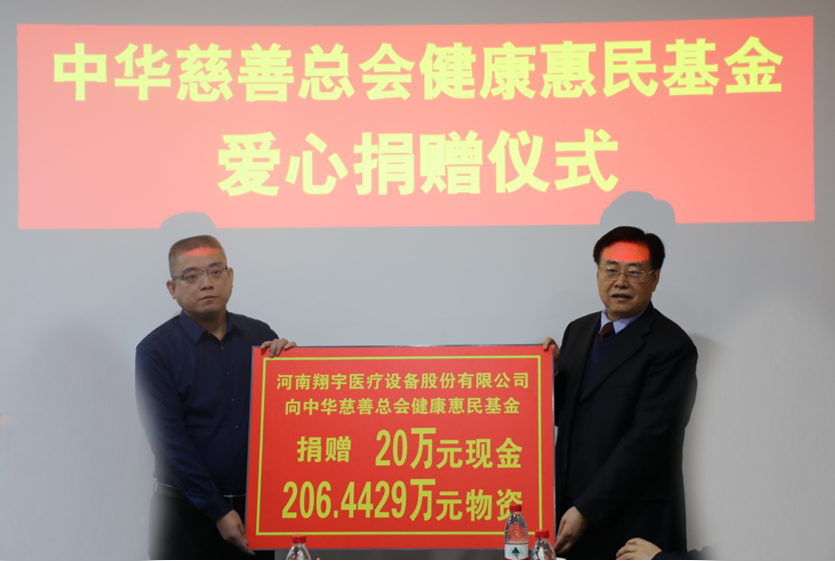 中华慈善总会健康惠民基金
爱心捐赠仪式
河南翔宇医疗设备股份有限公司
向中华慈善总会健康惠民基金
捐赠 20万元现金
206.4429万元物资